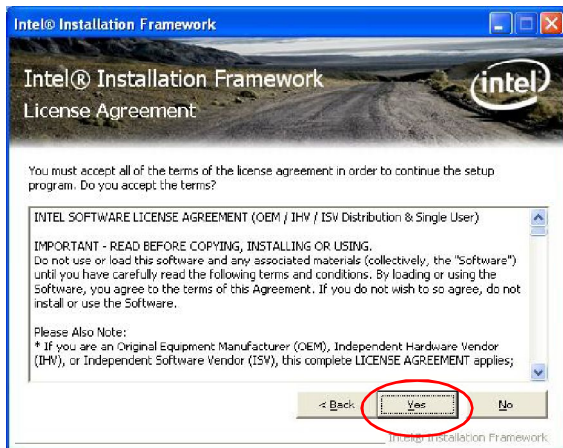 Intel® Installation Framework
Intel® Installation Framework
intel
License Agreement
You must accept all of the terms of the license agreement in order to continue the setup
program. Do you accept the terms?
INTEL SOFTWARE LICENSE AGREEMENT (OEM / IHV / ISV Distribution & Single User)
IMPORTANT - READ BEFORE COPYING, INSTALLING OR USING.
Do not use or load this software and any associated materials (collectively, the "Software")
until you have carefully read the following terms and conditions. By loading or using the
Software, you agree to the terms of this Agreement. If you do not wish to so agree, do not
install or use the Software.
Please Also Note:
* If you are an Original Equipment Manufacturer (OEM), Independent Hardware Vendor
(IHV), or Independent Software Vendor (ISV), this complete LICENSE AGREEMENT applies;
< Back
Yes
No
Intel® Installation Framework